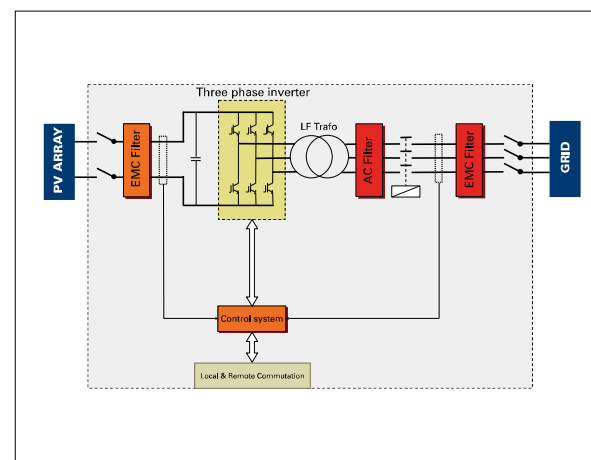 Three phase inverter
LF Trafo
PV ARRAY
EMC Filter
AC Filter
EMC Filter
GRID
Control system
Local & Remote Commutation